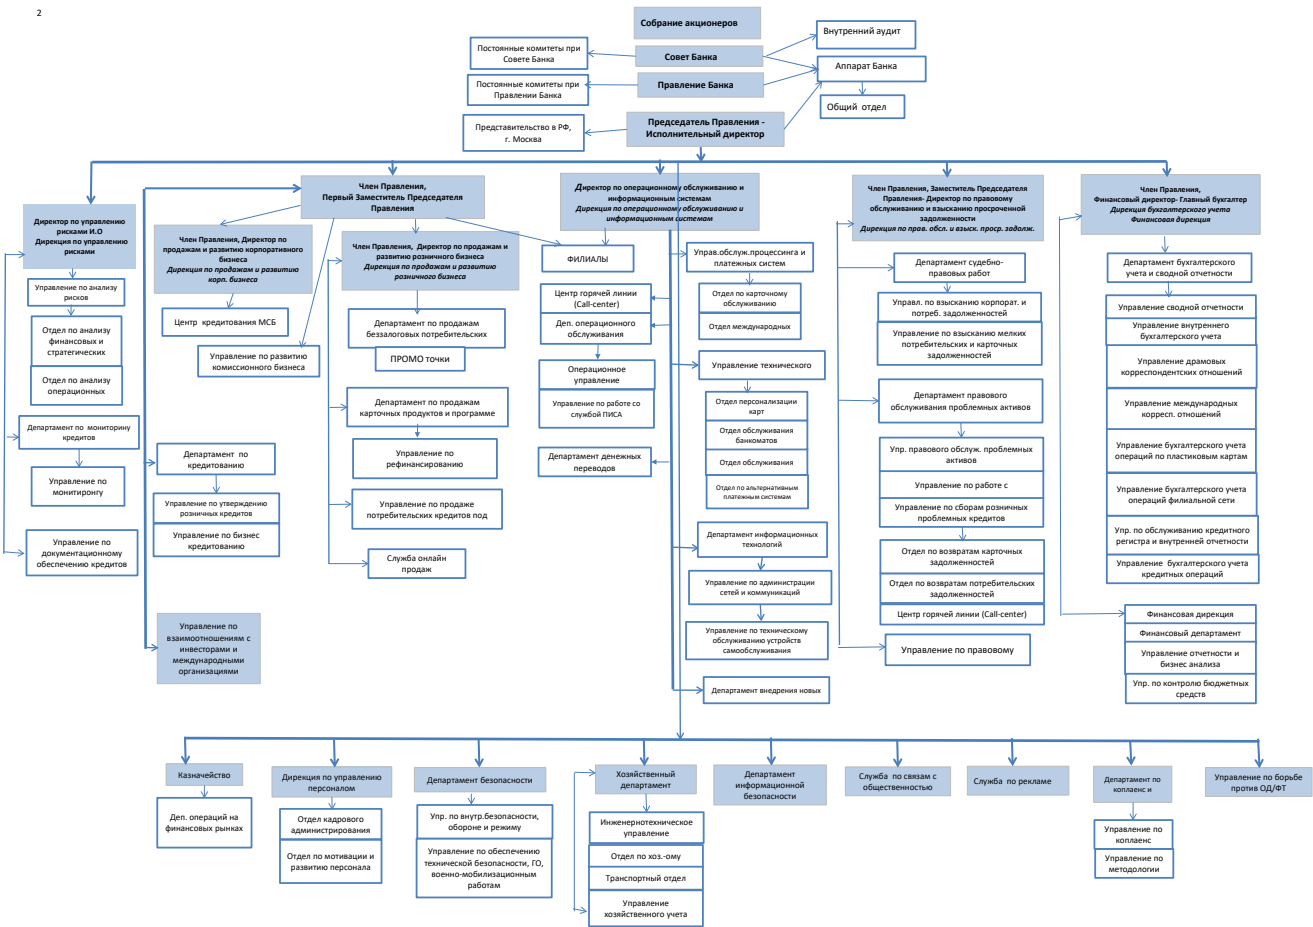 2
Собрание акционеров
Внутренний аудит
Постоянные комитеты при
Совете Банка
Совет Банка
Аппарат Банка
Постоянные комитеты при
Правлении Банка
Правление Банка
Общий отдел
Председатель Правления -
Исполнительный директор
Представительство в РФ,
г. Москва
Директор по управлению
рисками И.О
Дирекция по управлению
рисками
Управление по анализу
рисков
Отдел по анализу
финансовых и
стратегических
Отдел по анализу
операционных
Департамент по мониторину
кредитов
Управление по
монитиронгу
Управление по
документационному
обеспечению кредитов
Член Правления,
Первый Заместитель Председателя
Правления
Член Правления, Директор по
продажам и развитию корпоративного
бизнеса
Дирекция по продажам и развитию
корп. бизнеса
Центр кредитования МСБ
Управление по развитию
комиссионного бизнеса
Департамент по
кредитованию
Управление по утверждению
розничных кредитов
Управление по бизнес
кредитованию
Управление по
взаимоотношениям с
инвесторами и
международными
организациями
Член Правления, Директор по продажам и
развитию розничного бизнеса
Дирекция по продажам и развитию
розничного бизнеса
Департамент по продажам
беззалоговых потребительских
ПРОМО точки
Департамент по продажам
карточных продуктов и программе
Управление по
рефинансированию
Управление по продаже
потребительских кредитов под
Служба онлайн
продаж
Директор по операционному обслуживанию и
информационным системам
Дирекция по операционному обслуживанию и
информационным системам
ФИЛИАЛЫ
Центр горячей линии
(Call-center)
Деп. операционного
обслуживания
Операционное
управление
Управление по работе со
службой ПИСА
Департамент денежных
переводов
Управ.обслуж.процессинга и
платежных систем
Отдел по карточному
обслуживанию
Отдел международных
Управление технического
Отдел персонализации
карт
Отдел обслуживания
банкоматов
Отдел обслуживания
Отдел по альтернативным
платежным системам
Департамент информационных
технологий
Управление по администрации
сетей и коммуникаций
Управление по техническому
обслуживанию устройств
самообслуживания
Департамент внедрения новых
Член Правления, Заместитель Председателя
Правления- Директор по правовому
обслуживанию и взысканию просроченной
задолженности
Дирекция по прав. обсл. и взыск. проср. задолж.
Департамент судебно-
правовых работ
Управл. по взысканию корпорат. и
потреб. задолженностей
Управление по взысканию мелких
потребительских и карточных
задолженностей
Департамент правового
обслуживания проблемных активов
Упр. правового обслуж. проблемных
активов
Управление по работе с
Управление по сборам розничных
проблемных кредитов
Отдел по возвратам карточных
задолженностей
Отдел по возвратам потребительских
задолженностей
Центр горячей линии (Call-center)
Управление по правовому
Член Правления,
Финансовый директор- Главный бухгалтер
Дирекция бухгалтерского учета
Финансовая дирекция
Департамент бухгалтерского
учета и сводной отчетности
Управление сводной отчетности
Управление внутреннего
бухгалтерского учета
Управление драмовых
корреспондентских отношений
Управление международных
корресп. отношений
Управление бухгалтерского учета
операций по пластиковым картам
Управление бухгалтерского учета
операций филиальной сети
Упр. по обслуживанию кредитного
регистра и внутренней отчетности
Управление бухгалтерского учета
кредитных операций
Финансовая дирекция
Финансовый департамент
Управление отчетности и
бизнес анализа
Упр. по контролю бюджетных
средств
Казначейство
Деп. операций на
финансовых рынках
Дирекция по управлению
персоналом
Отдел кадрового
администрирования
Отдел по мотивации и
развитию персонала
Департамент безопасности
Упр. по внутр.безопасности,
обороне и режиму
Управление по обеспечению
технической безопасности, ГО,
военно-мобилизационным
работам
Хозяйственный
департамент
Инженернотехническое
управление
Отдел по хоз.-ому
Транспортный отдел
Управление
хозяйственного учета
Департамент
информационной
безопасности
Служба по связам с
общественностью
Служба по рекламе
Департамент по
коплаенс и
Управление по
коплаенс
Управление по
методологии
Управление по борьбе
против ОД/ФТ